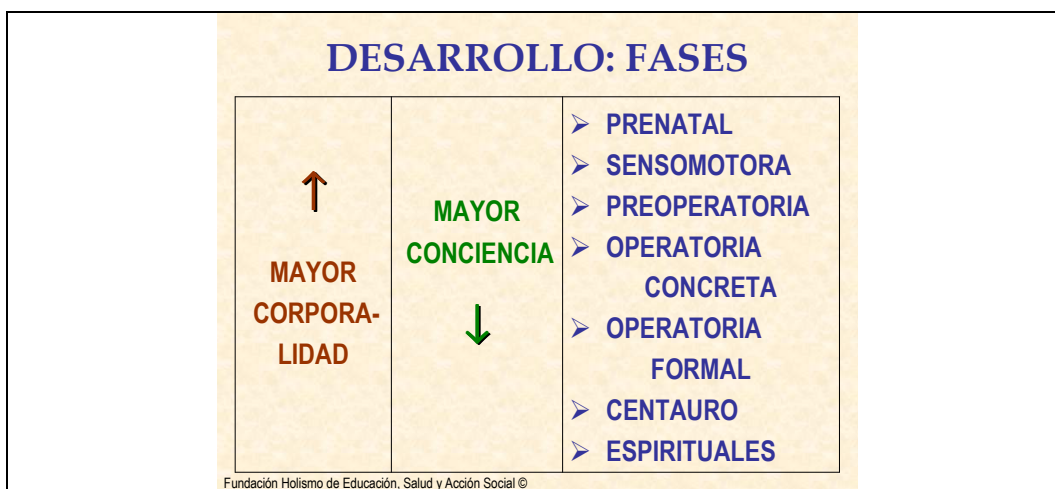 DESARROLLO: FASES
↑
MAYOR
CORPORA-
LIDAD
MAYOR
CONCIENCIA
↓
➢ PRENATAL
➢ SENSOMOTORA
➢ PREOPERATORIA
➢ OPERATORIA
CONCRETA
➢ OPERATORIA
FORMAL
➢ CENTAURO
➢ ESPIRITUALES
Fundación Holismo de Educación, Salud y Acción Social ©